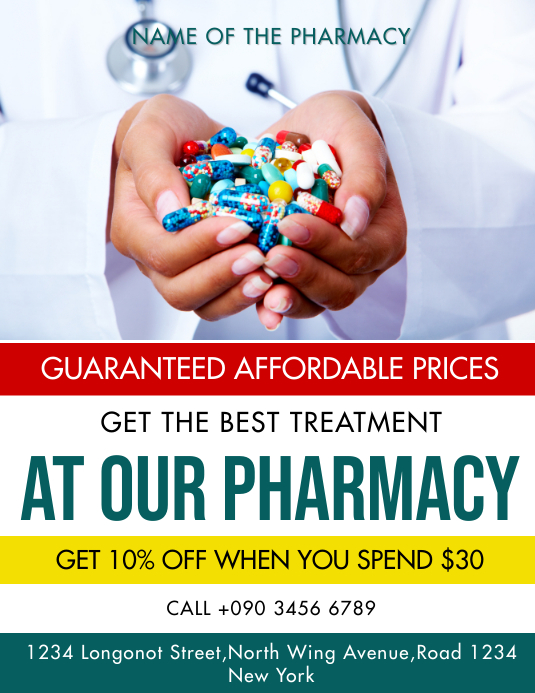 NAME OF THE PHARMACY
GUARANTEED AFFORDABLE PRICES
GET THE BEST TREATMENT
AT OUR PHARMACY
GET 10% OFF WHEN YOU SPEND $30
CALL +090 3456 6789
1234 Longonot Street,North Wing Avenue,Road 1234
New York